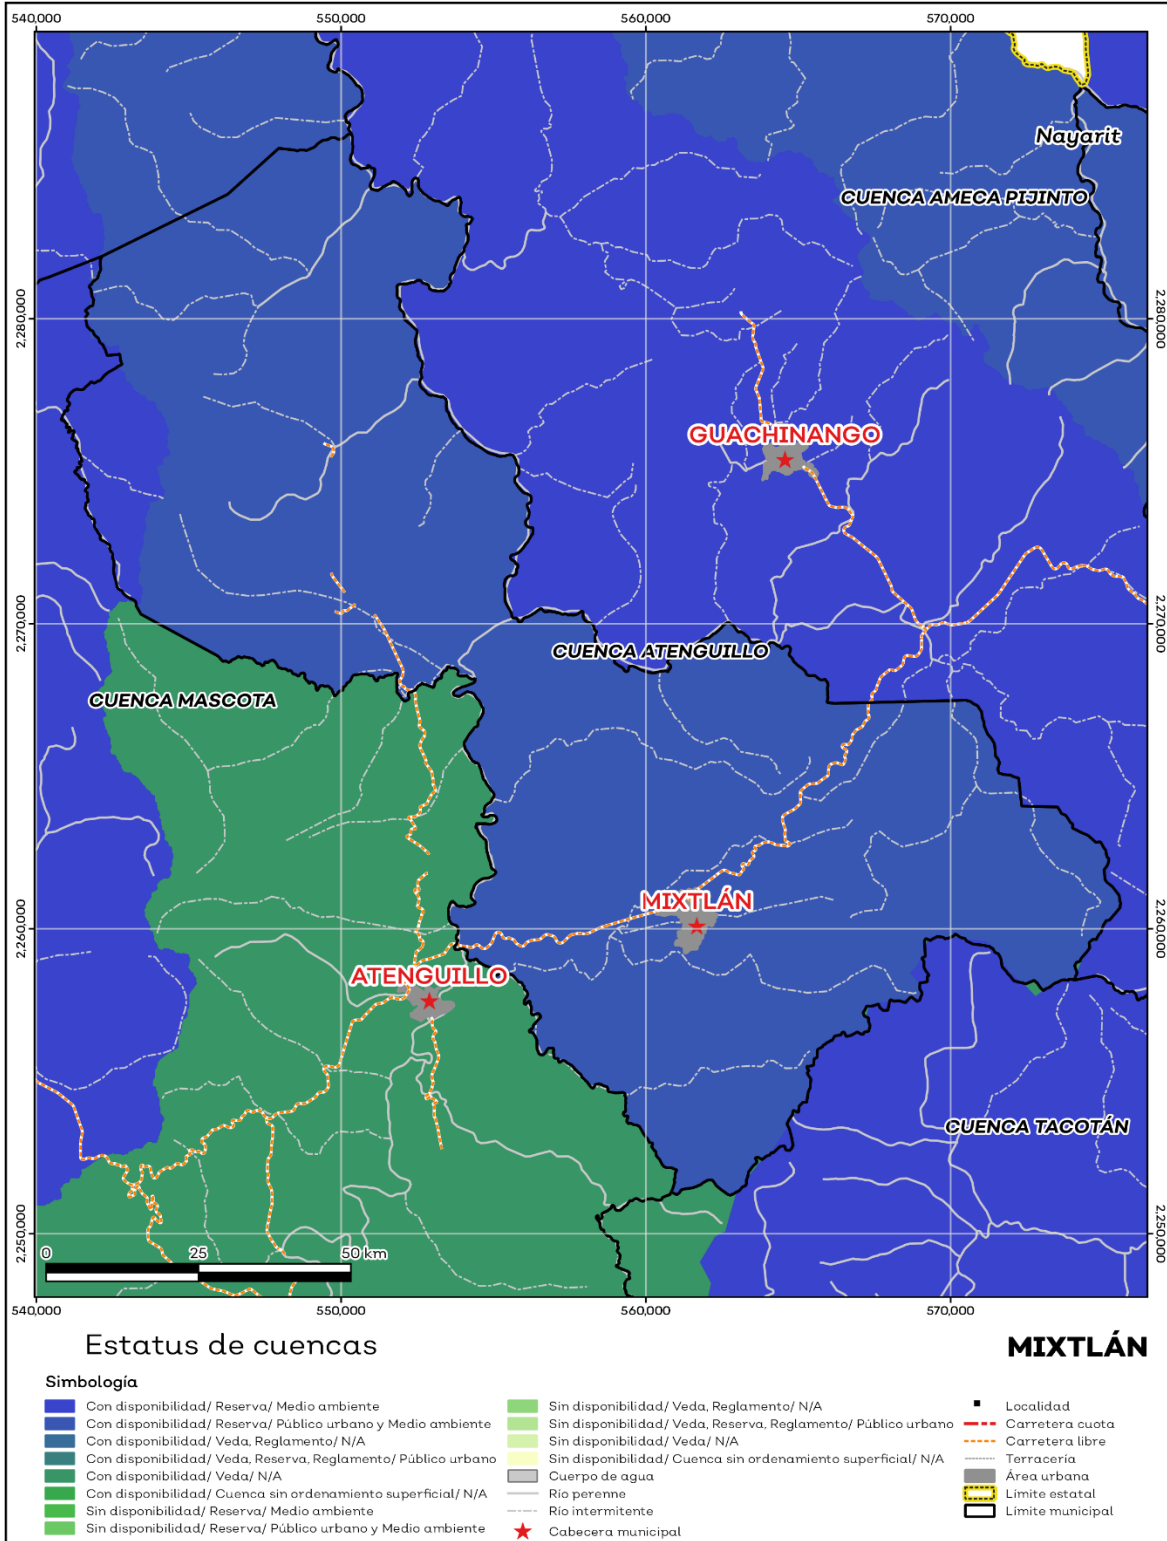 540,000 550,000 560,000 570,000
Nayarit
CUENCA AMECA PIJINTO
2,280,000 2,280,000
GUACHINANGO
2,270,000 2,270,000
CUENCA ATENGUILLO
CUENCA MASCOTA
MIXTLÁN
2,260,000 2,260,000
ATENGUILLO
CUENCA TACOTÁN
2,250,000 2,250,000
0 25 50 km
540,000 550,000 560,000 570,000
Estatus de cuencas
MIXTLÁN
Simbología
Con disponibilidad/ Reserva/ Medio ambiente
Con disponibilidad/ Reserva/ Público urbano y Medio ambiente
Con disponibilidad/ Veda, Reglamento/ N/A
Con disponibilidad/ Veda, Reserva, Reglamento/ Público urbano
Con disponibilidad/ Veda/ N/A
Con disponibilidad/ Cuenca sin ordenamiento superficial/ N/A
Sin disponibilidad/ Reserva/ Medio ambiente
Sin disponibilidad/ Reserva/ Público urbano y Medio ambiente
Sin disponibilidad/ Veda, Reglamento/ N/A
Sin disponibilidad/ Veda, Reserva, Reglamento/ Público urbano
Sin disponibilidad/ Veda/ N/A
Sin disponibilidad/ Cuenca sin ordenamiento superficial/ N/A
Cuerpo de agua
Río perenne
Río intermitente
Cabecera municipal
Localidad
Carretera cuota
Carretera libre
Terracería
Área urbana
Límite estatal
Límite municipal